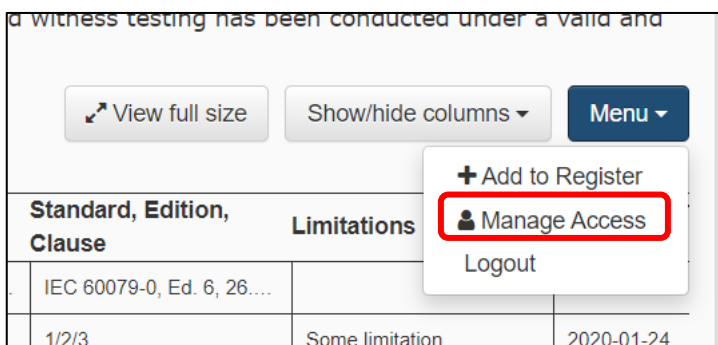 d witness testing has been conducted under a valid and
View full size
Show/hide columns
Menu
Add to Register
Manage Access
Logout
Standard, Edition, Clause
Limitations
IEC 60079-0, Ed. 6, 26....
1/2/3
Some limitation
2020-01-24